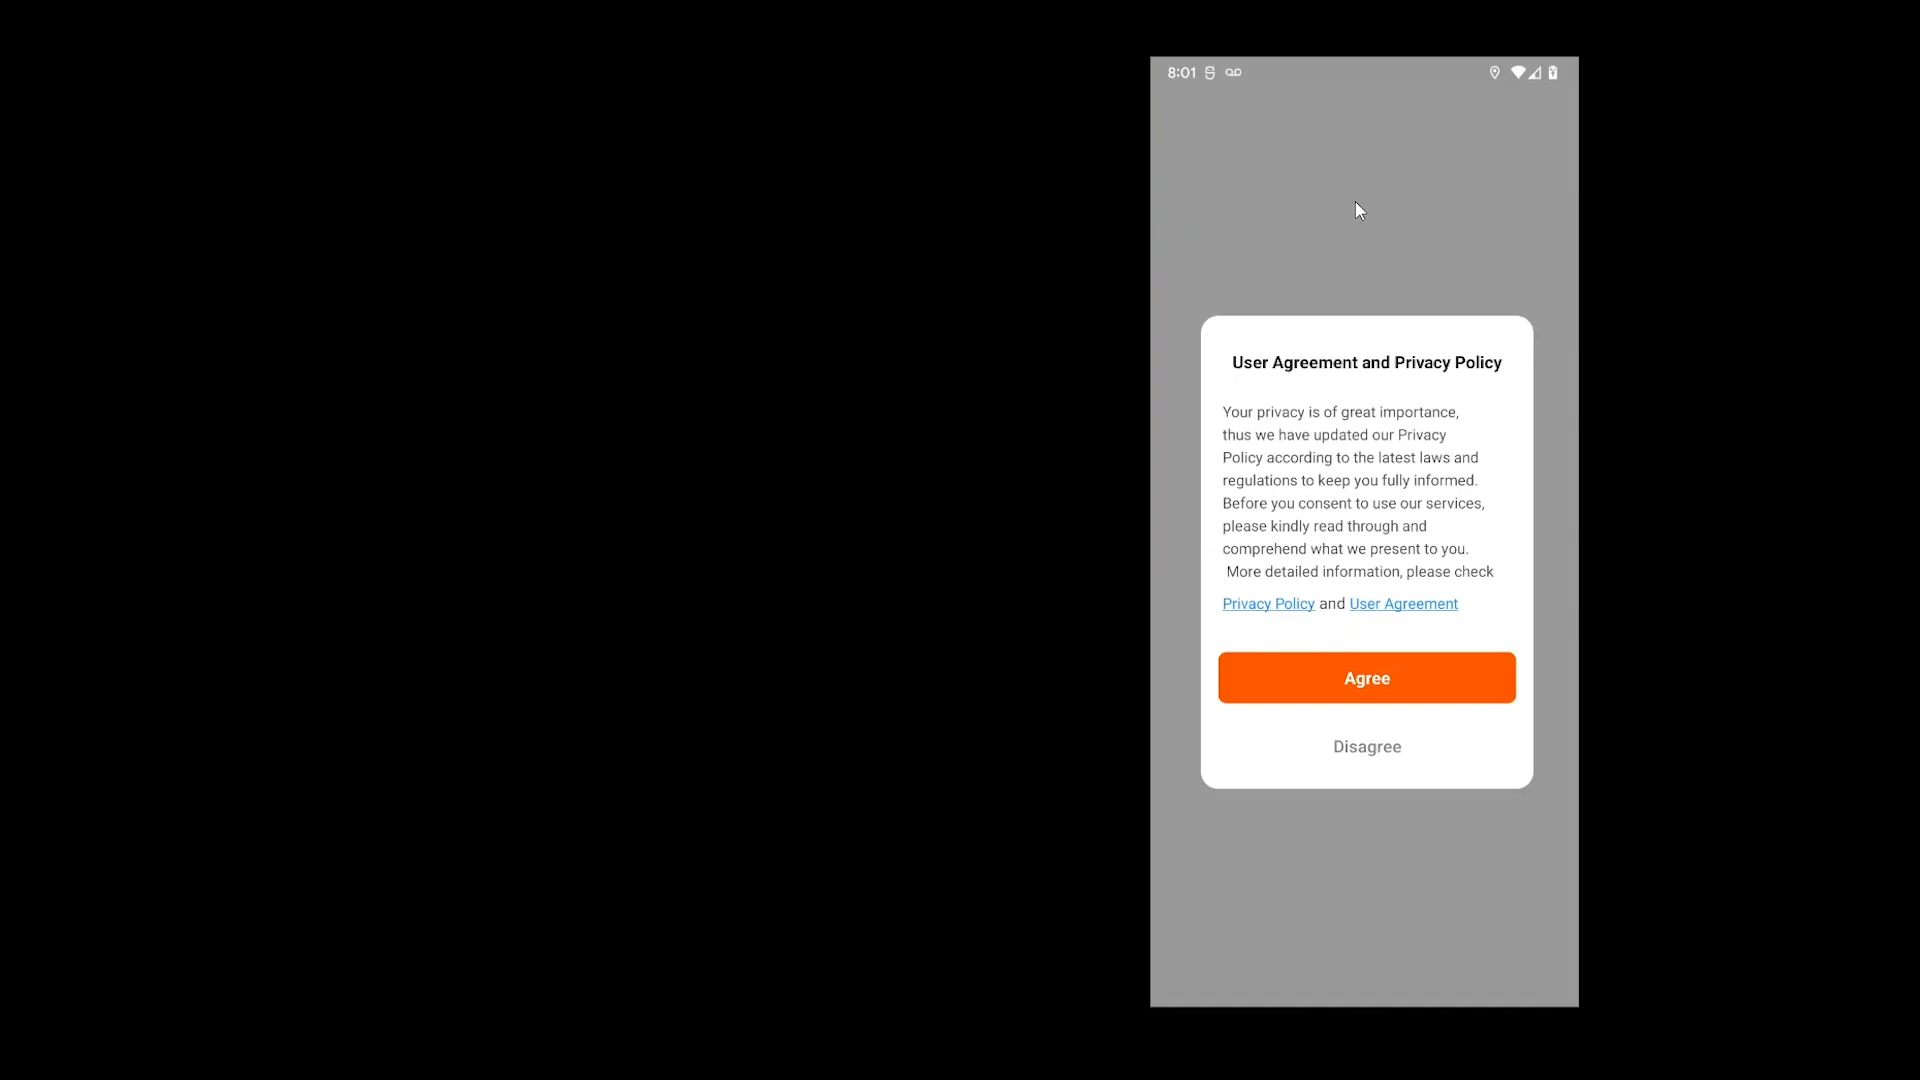 8:01
User Agreement and Privacy Policy
Your privacy is of great importance,
thus we have updated our Privacy
Policy according to the latest laws and
regulations to keep you fully informed.
Before you consent to use our services,
please kindly read through and
comprehend what we present to you.
More detailed information, please check
Privacy Policy and User Agreement
Agree
Disagree